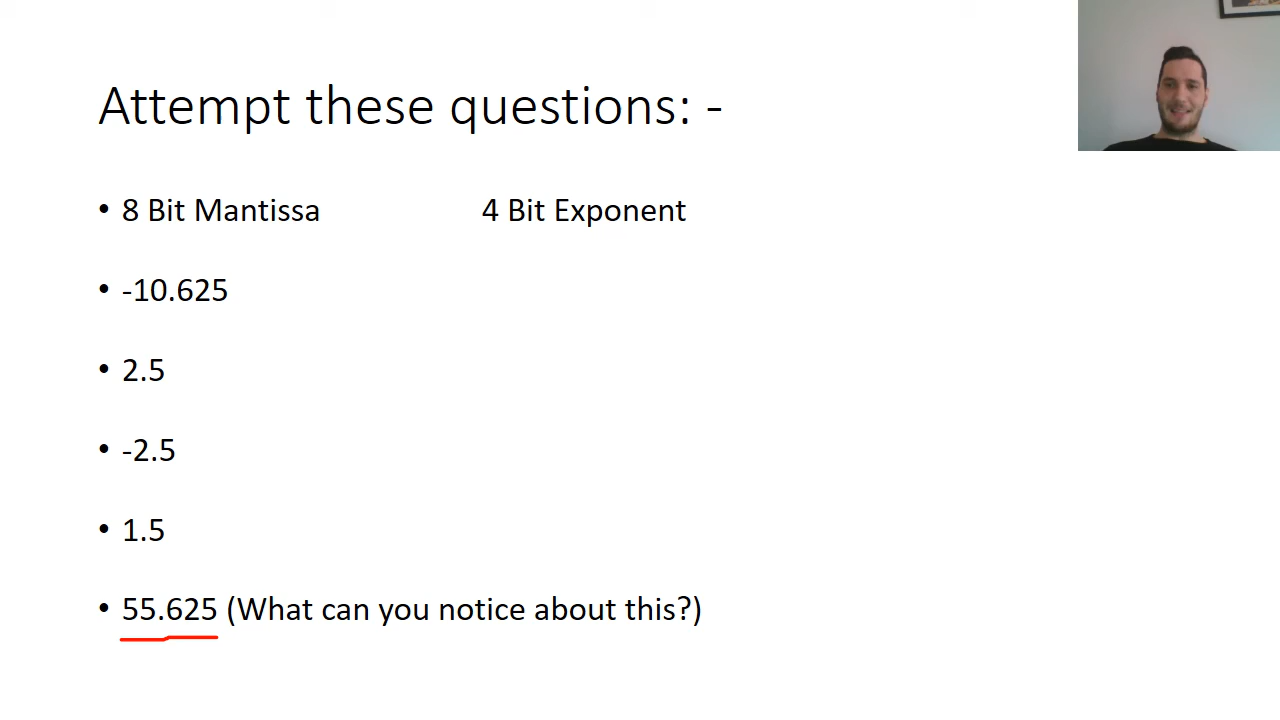 Attempt these questions: -
• 8 Bit Mantissa 4 Bit Exponent
• -10.625
• 2.5
• -2.5
• 1.5
• 55.625 (What can you notice about this?)